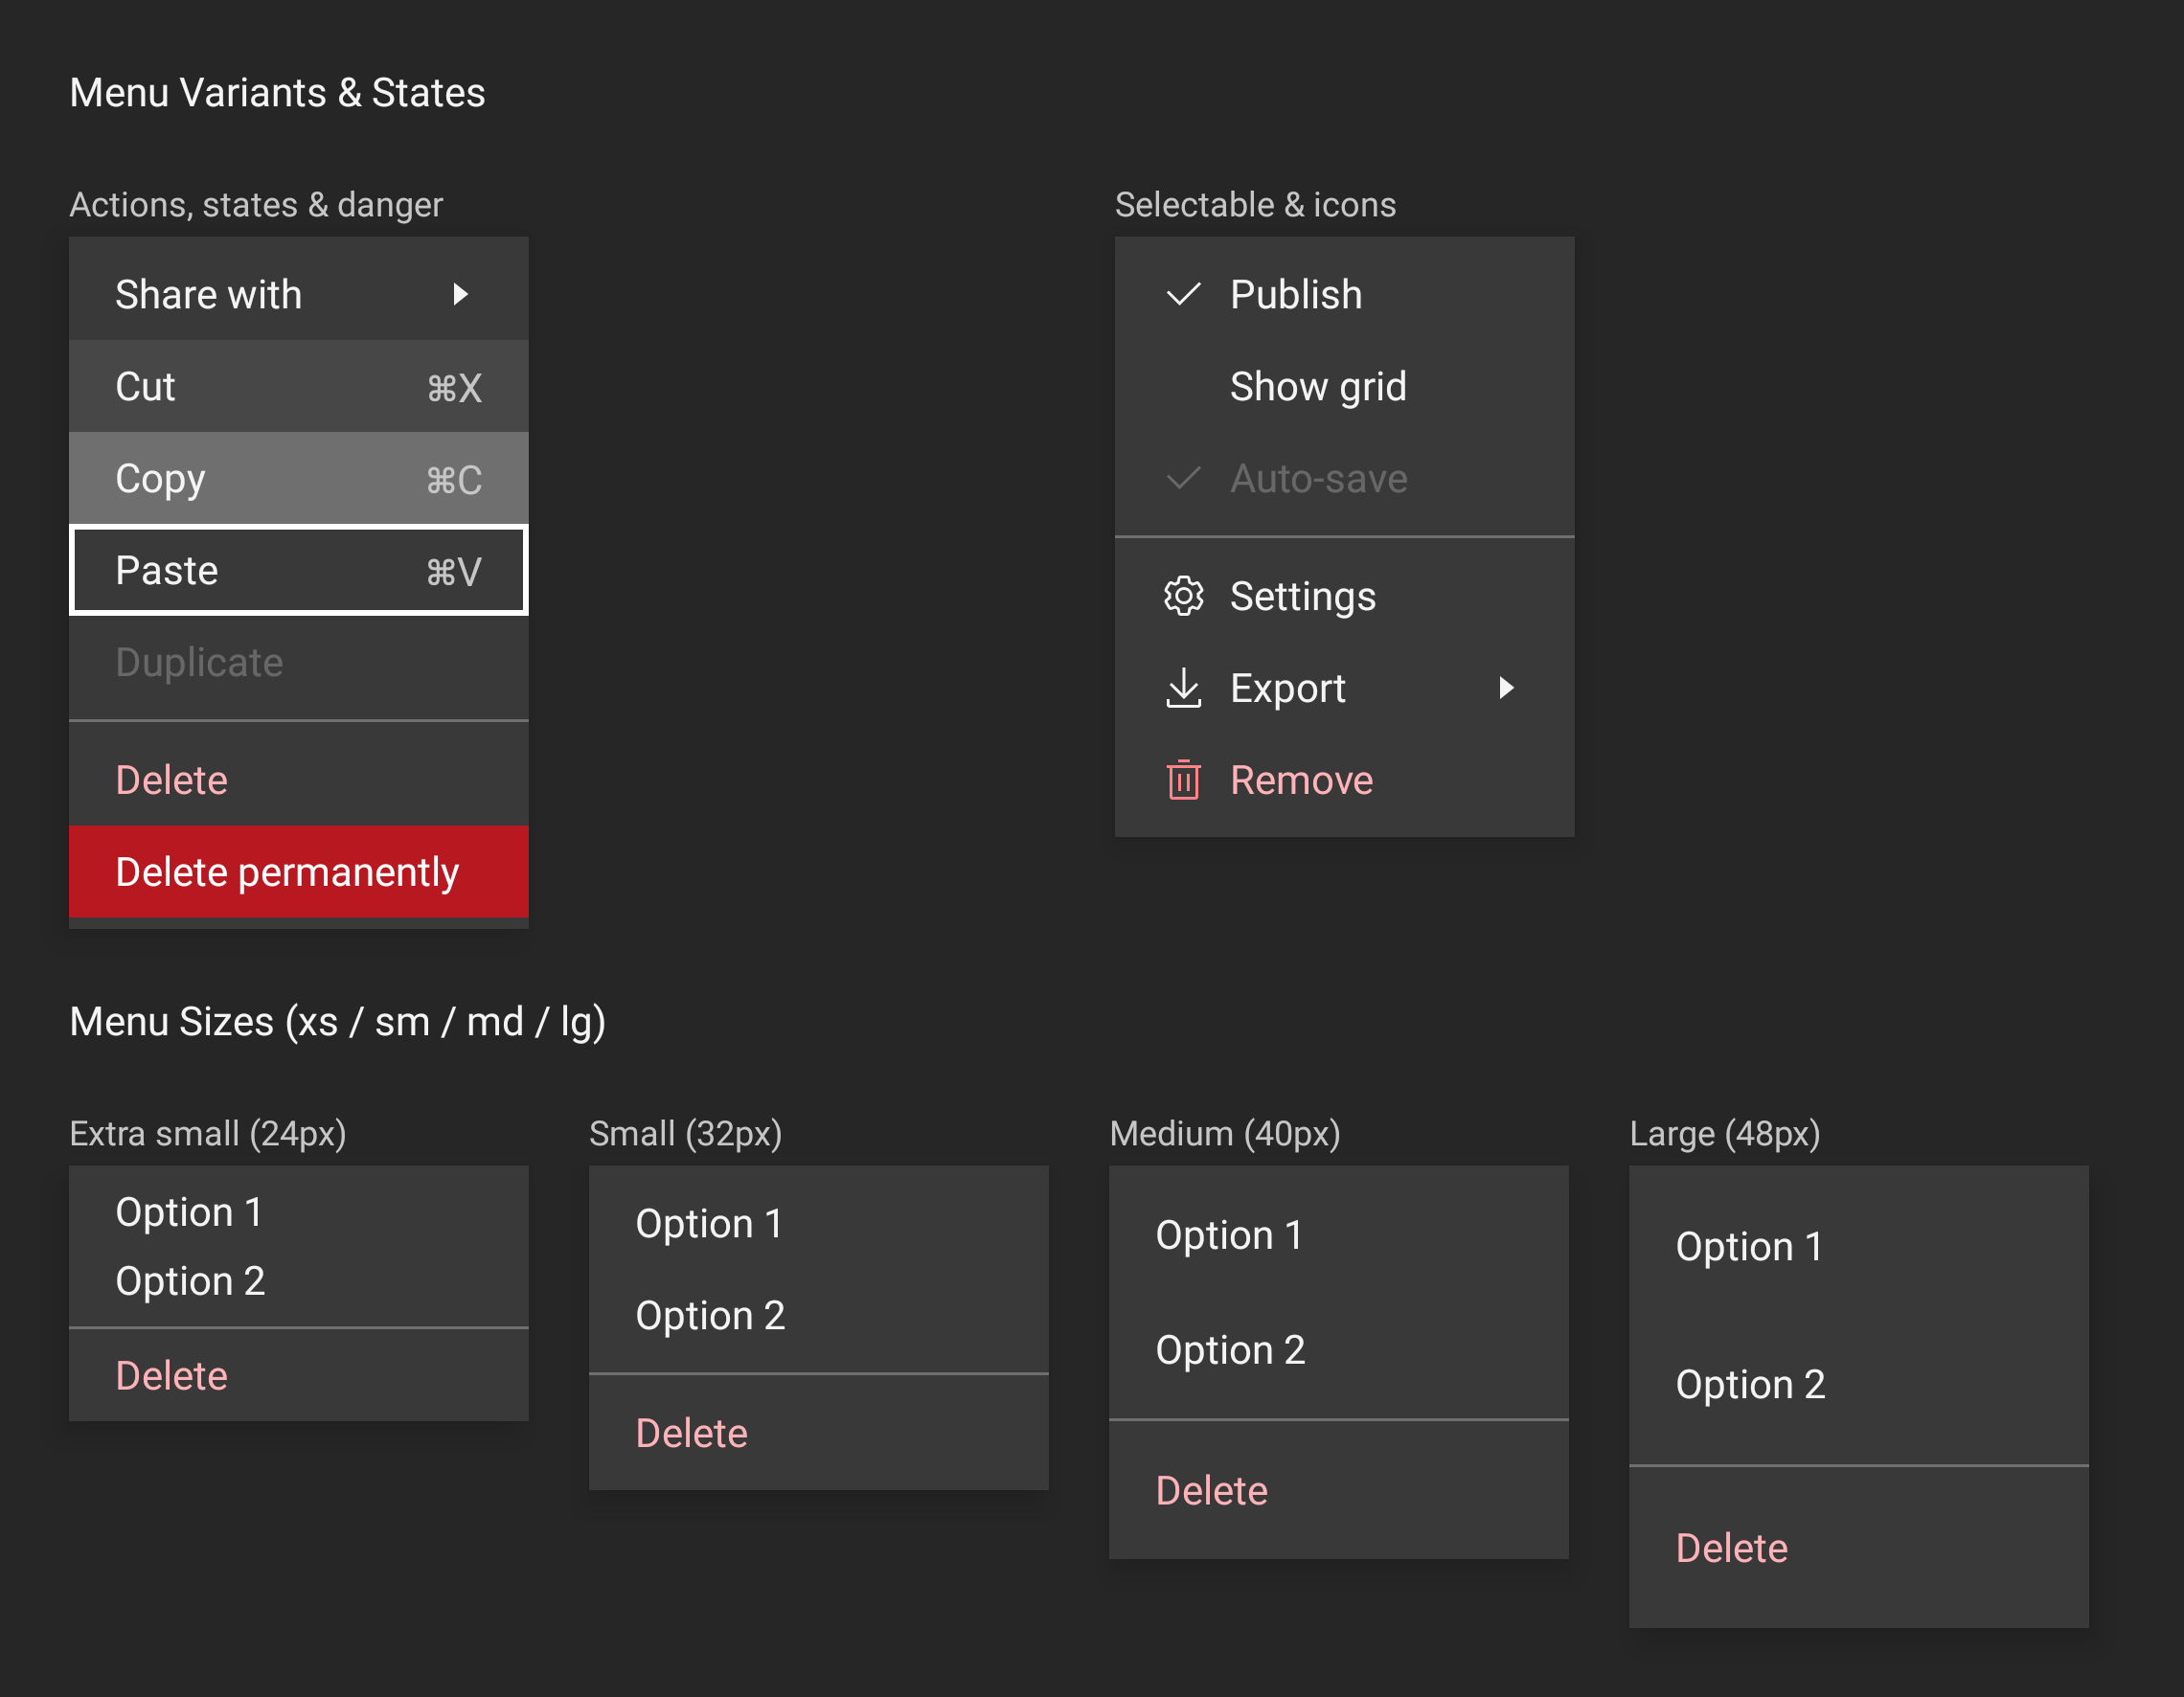 Menu Variants & States
Actions, states & danger
Share with
Cut ⌘X
Copy ⌘C
Paste ⌘V
Duplicate
Delete
Delete permanently
Selectable & icons
Publish
Show grid
Auto-save
Settings
Export
Remove
Menu Sizes (xs / sm / md / lg)
Extra small (24px)
Option 1
Option 2
Delete
Small (32px)
Option 1
Option 2
Delete
Medium (40px)
Option 1
Option 2
Delete
Large (48px)
Option 1
Option 2
Delete